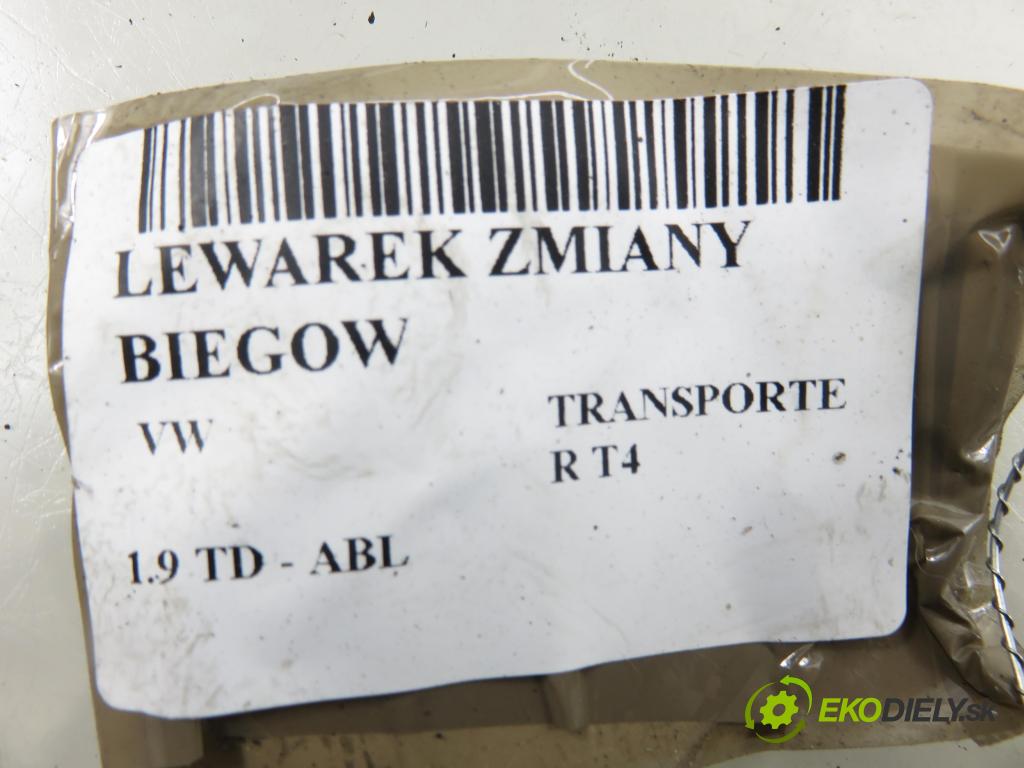 LEWAREK ZMIANY
BIEGOW
VW
TRANSPORTE
R T4
1.9 TD - ABL
EKODIELY.sk